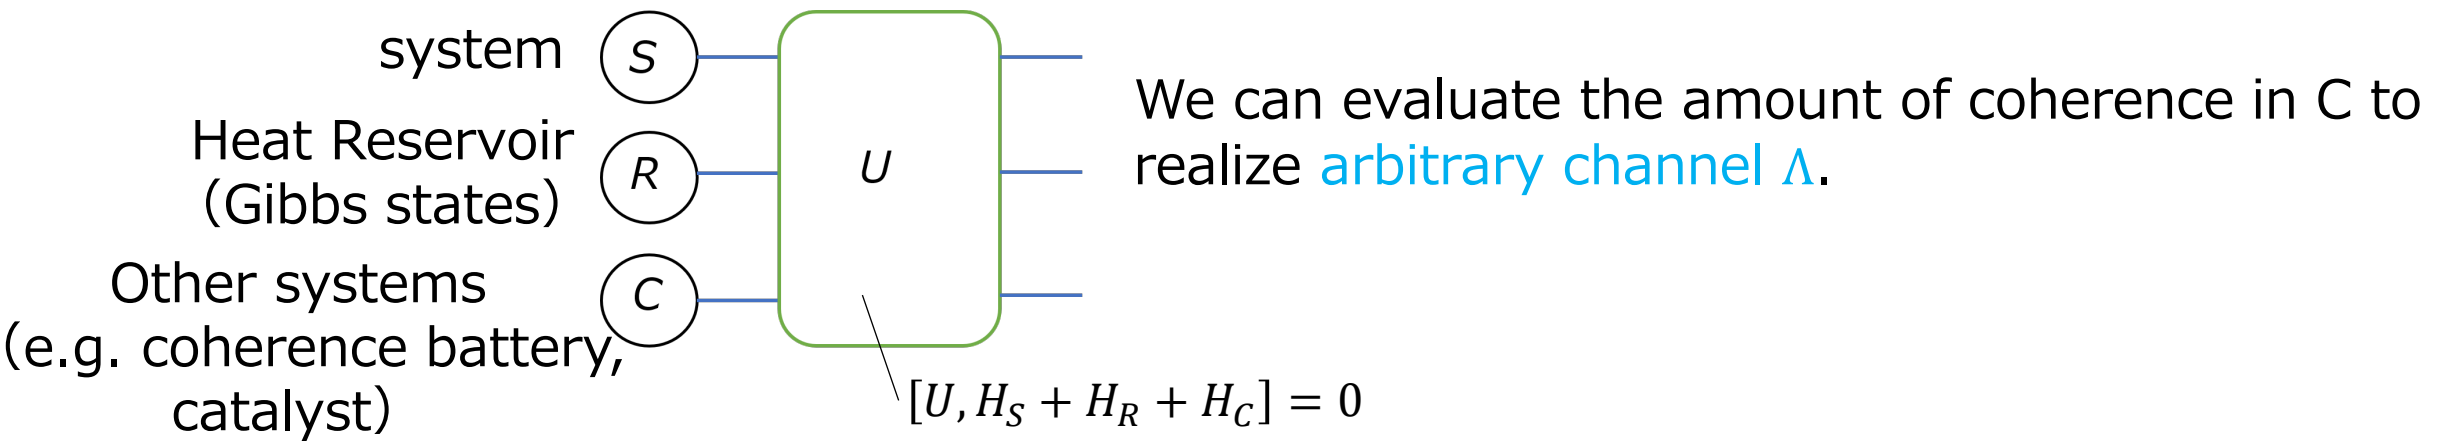 system
S
Heat Reservoir
(Gibbs states)
R
Other systems
(e.g. coherence battery,
catalyst)
C
U
[U, H_S + H_R + H_C] = 0
We can evaluate the amount of coherence in C to
realize arbitrary channel Λ.